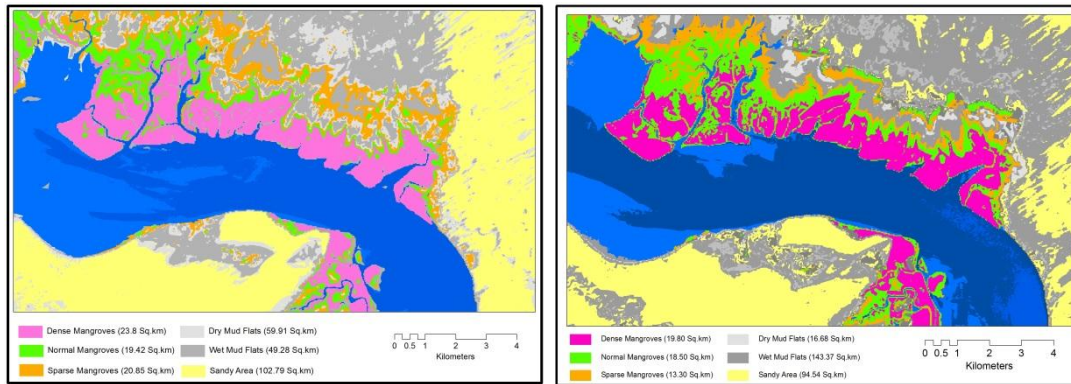 Dense Mangroves (23.8 Sq.km)
Dry Mud Flats (59.91 Sq.km)
Normal Mangroves (19.42 Sq.km)
Wet Mud Flats (49.28 Sq.km)
Sparse Mangroves (20.85 Sq.km)
Sandy Area (102.79 Sq.km)
0 0.5 1 2 3 4
Kilometers
Dense Mangroves (19.80 Sq.km)
Dry Mud Flats (16.68 Sq.km)
Normal Mangroves (18.50 Sq.km)
Wet Mud Flats (143.37 Sq.km)
Sparse Mangroves (13.30 Sq.km)
Sandy Area (94.54 Sq.km)
0 0.5 1 2 3 4
Kilometers